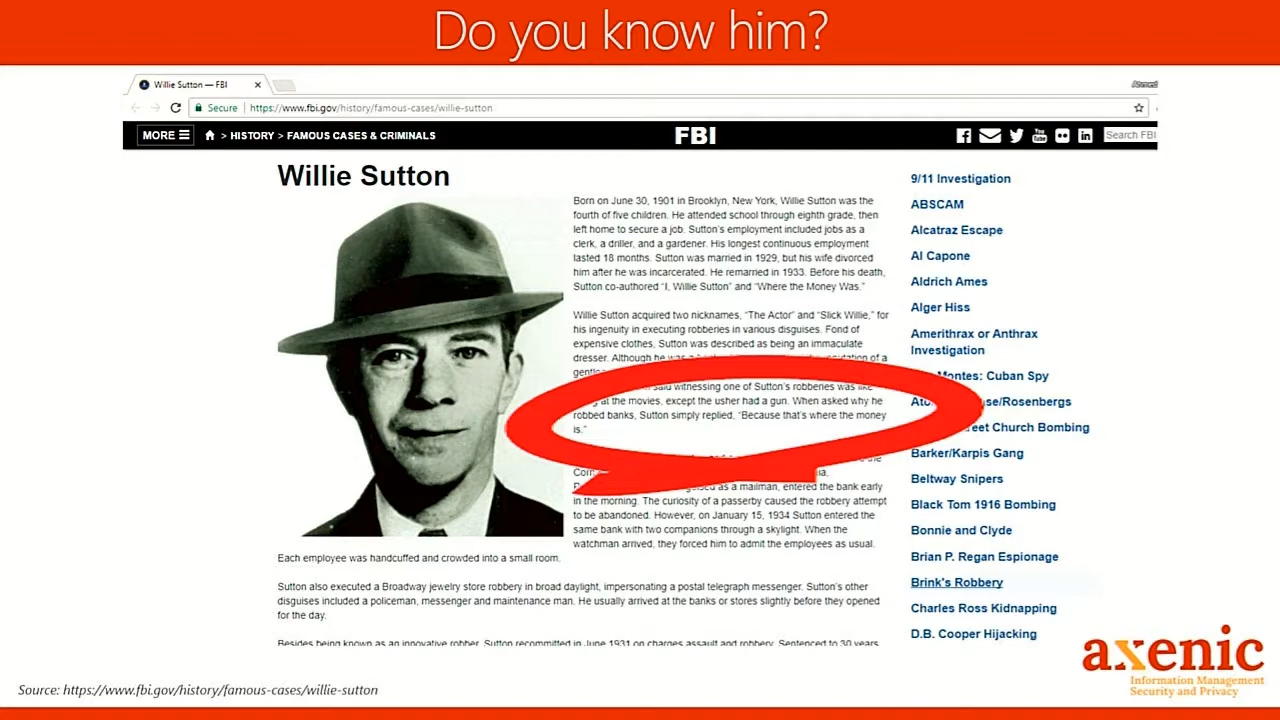 Do you know him?
Willie Sutton — FBI
Secure https://www.fbi.gov/history/famous-cases/willie-sutton
MORE > HISTORY > FAMOUS CASES & CRIMINALS FBI Search FBI
Willie Sutton
Born on June 30, 1901 in Brooklyn, New York, Willie Sutton was the
fourth of five children. He attended school through eighth grade, then
left home to secure a job. Sutton's employment included jobs as a
clerk, a driller, and a gardener. His longest continuous employment
lasted 18 months. Sutton was married in 1929, but his wife divorced
him after he was incarcerated. He remarried in 1933. Before his death,
Sutton co-authored "I, Willie Sutton" and "Where the Money Was."
Willie Sutton acquired two nicknames, "The Actor" and "Slick Willie," for
his ingenuity in executing robberies in various disguises. Fond of
expensive clothes, Sutton was described as being an immaculate
dresser. Although he was a of a
said witnessing one of Sutton's robberies was like
at the movies, except the usher had a gun. When asked why he
robbed banks, Sutton simply replied, "Because that's where the money
is."
as a mailman, entered the bank early
in the morning. The curiosity of a passerby caused the robbery attempt
to be abandoned. However, on January 15, 1934 Sutton entered the
same bank with two companions through a skylight. When the
watchman arrived, they forced him to admit the employees as usual.
Each employee was handcuffed and crowded into a small room.
Sutton also executed a Broadway jewelry store robbery in broad daylight, impersonating a postal telegraph messenger. Sutton's other
disguises included a policeman, messenger and maintenance man. He usually arrived at the banks or stores slightly before they opened
for the day.
Besides being known as an innovative robber, Sutton recommitted in June 1931 on charges assault and robbery. Sentenced to 30 years,
9/11 Investigation
ABSCAM
Alcatraz Escape
Al Capone
Aldrich Ames
Alger Hiss
Amerithrax or Anthrax
Investigation
Montes: Cuban Spy
/Rosenbergs
Church Bombing
Barker/Karpis Gang
Beltway Snipers
Black Tom 1916 Bombing
Bonnie and Clyde
Brian P. Regan Espionage
Brink's Robbery
Charles Ross Kidnapping
D.B. Cooper Hijacking
axenic
Information Management
Security and Privacy
Source: https://www.fbi.gov/history/famous-cases/willie-sutton